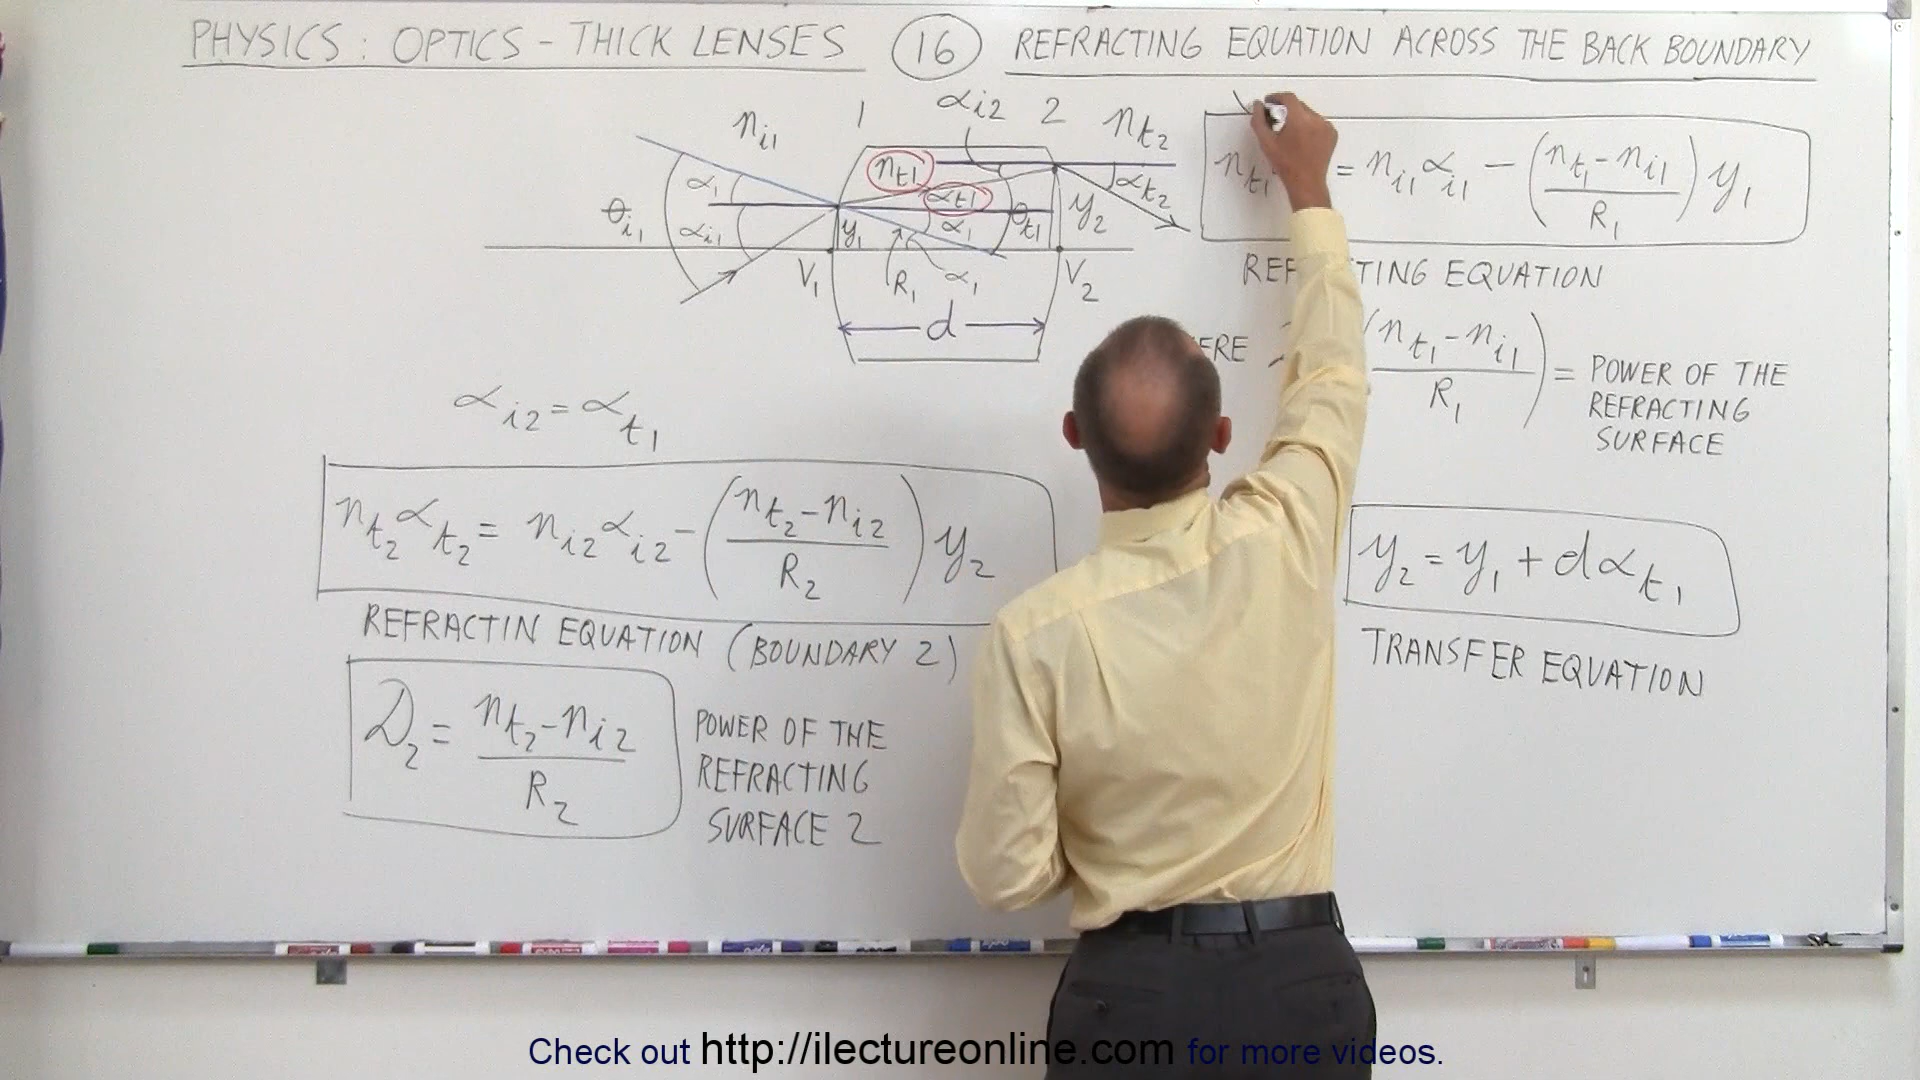 PHYSICS: OPTICS - THICK LENSES 16 REFRACTING EQUATION ACROSS THE BACK BOUNDARY
n_i1 1 α_i2 2 n_t2
n_t1
α_1 α_t1 α_t2
θ_i1 α_i1 y_1 α_1 θ_t1 y_2
V_1 R_1 α_1 V_2
d
n_t1 = n_i1 α_i1 - (n_t1 - n_i1 / R_1) y_1
EQUATION
(n_t1 - n_i1 / R_1) = POWER OF THE
REFRACTING
SURFACE
α_i2 = α_t1
n_t2 α_t2 = n_i2 α_i2 - (n_t2 - n_i2 / R_2) y_2
REFRACTIN EQUATION (BOUNDARY 2)
y_2 = y_1 + dα_t1
TRANSFER EQUATION
D_2 = n_t2 - n_i2 / R_2
POWER OF THE
REFRACTING
SURFACE 2
Check out http://ilectureonline.com for more videos.